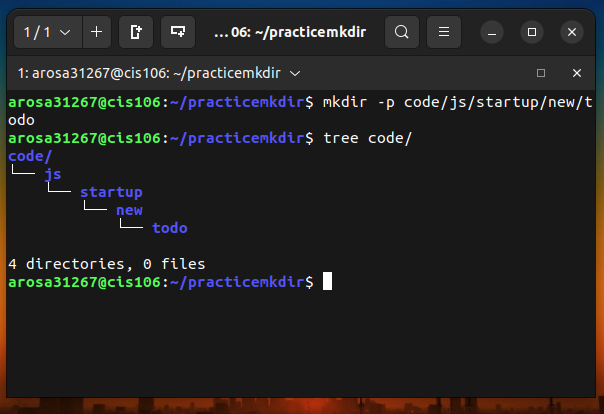 1 / 1
...06: ~/practicemkdir
1: arosa31267@cis106: ~/practicemkdir
arosa31267@cis106:~/practicemkdir$ mkdir -p code/js/startup/new/t
odo
arosa31267@cis106:~/practicemkdir$ tree code/
code/
└── js
    └── startup
        └── new
            └── todo
4 directories, 0 files
arosa31267@cis106:~/practicemkdir$